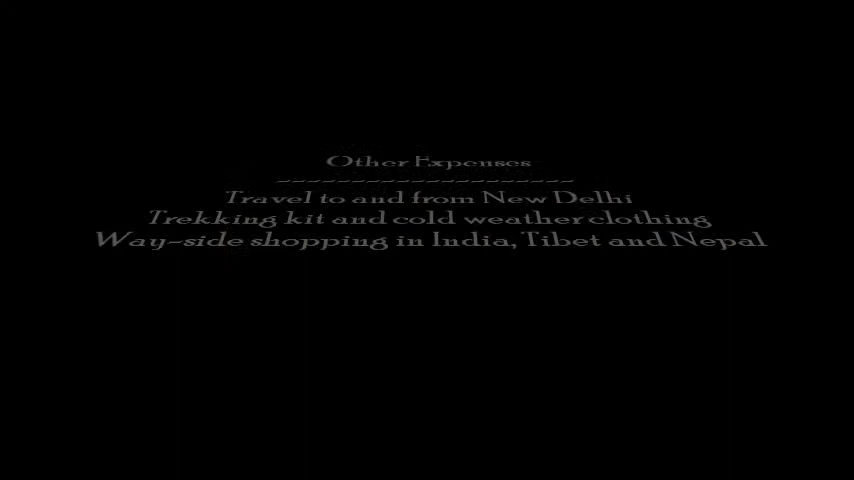 Other Expenses
--------------------
Travel to and from New Delhi
Trekking kit and cold weather clothing
Way-side shopping in India, Tibet and Nepal